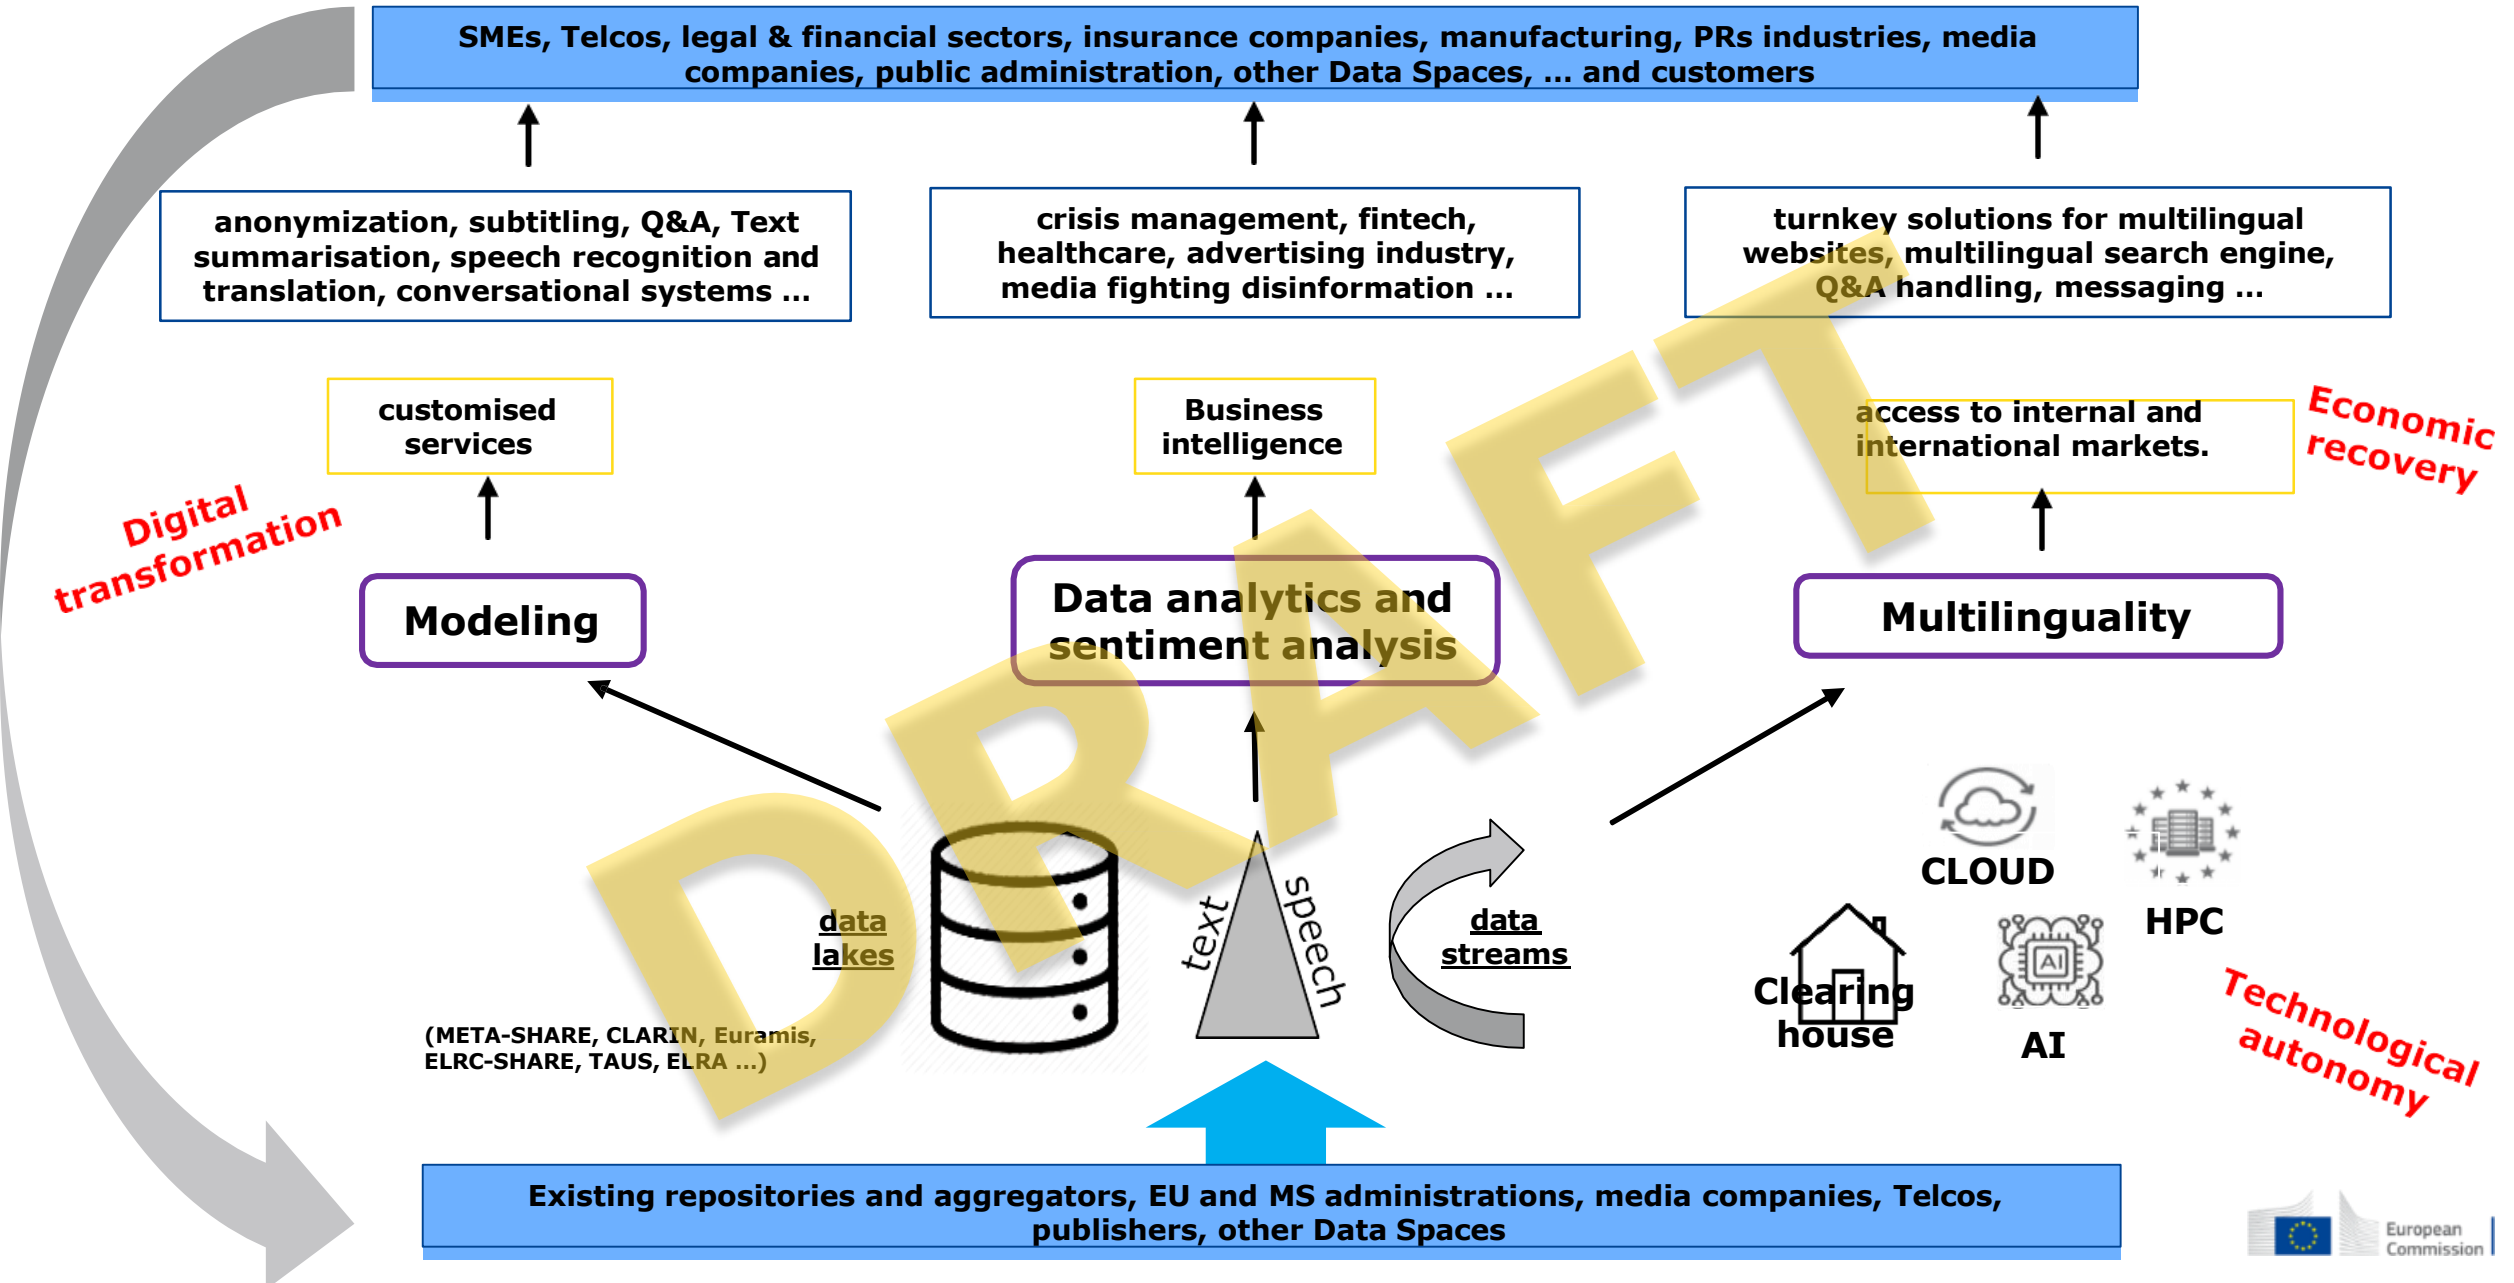 SMEs, Telcos, legal & financial sectors, insurance companies, manufacturing, PRs industries, media
companies, public administration, other Data Spaces, ... and customers
anonymization, subtitling, Q&A, Text
summarisation, speech recognition and
translation, conversational systems ...
crisis management, fintech,
healthcare, advertising industry,
media fighting disinformation ...
turnkey solutions for multilingual
websites, multilingual search engine,
Q&A handling, messaging ...
customised
services
Business
intelligence
access to internal and
international markets.
Economic
recovery
Digital
transformation
Modeling
Data analytics and
sentiment analysis
Multilinguality
DRAFT
data
lakes
text
speech
data
streams
CLOUD
HPC
Clearing
house
AI
AI
(META-SHARE, CLARIN, Euramis,
ELRC-SHARE, TAUS, ELRA ...)
Technological
autonomy
Existing repositories and aggregators, EU and MS administrations, media companies, Telcos,
publishers, other Data Spaces
European
Commission